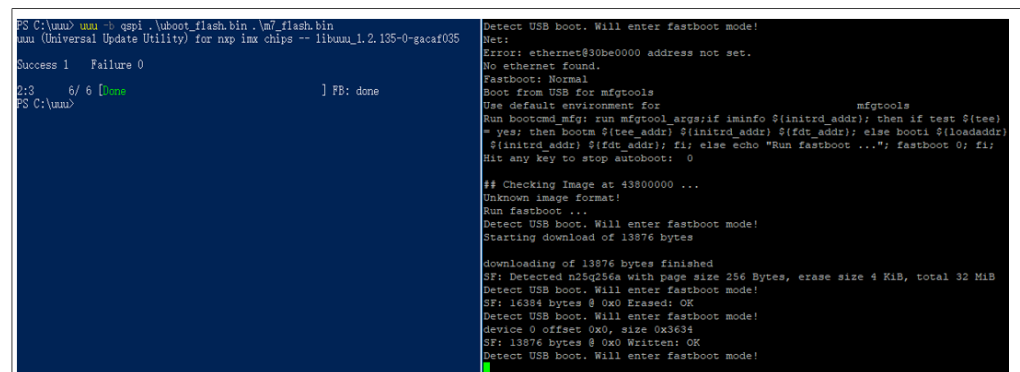 PS C:\uuu> uuu -b qspi .\uboot_flash.bin .\m7_flash.bin
uuu (Universal Update Utility) for nxp imx chips -- libuuu_1.2.135-0-gacaf035
Success 1    Failure 0
2:3     6/ 6 [Done                                  ] FB: done
PS C:\uuu>
Detect USB boot. Will enter fastboot mode!
Net:
Error: ethernet@30be0000 address not set.
No ethernet found.
Fastboot: Normal
Boot from USB for mfgtools
Use default environment for                              mfgtools
Run bootcmd_mfg: run mfgtool_args;if iminfo ${initrd_addr}; then if test ${tee}
= yes; then bootm ${tee_addr} ${initrd_addr} ${fdt_addr}; else booti ${loadaddr}
${initrd_addr} ${fdt_addr}; fi; else echo "Run fastboot ..."; fastboot 0; fi;
Hit any key to stop autoboot:  0
## Checking Image at 43800000 ...
Unknown image format!
Run fastboot ...
Detect USB boot. Will enter fastboot mode!
Starting download of 13876 bytes
downloading of 13876 bytes finished
SF: Detected n25q256a with page size 256 Bytes, erase size 4 KiB, total 32 MiB
Detect USB boot. Will enter fastboot mode!
SF: 16384 bytes @ 0x0 Erased: OK
Detect USB boot. Will enter fastboot mode!
device 0 offset 0x0, size 0x3634
SF: 13876 bytes @ 0x0 Written: OK
Detect USB boot. Will enter fastboot mode!